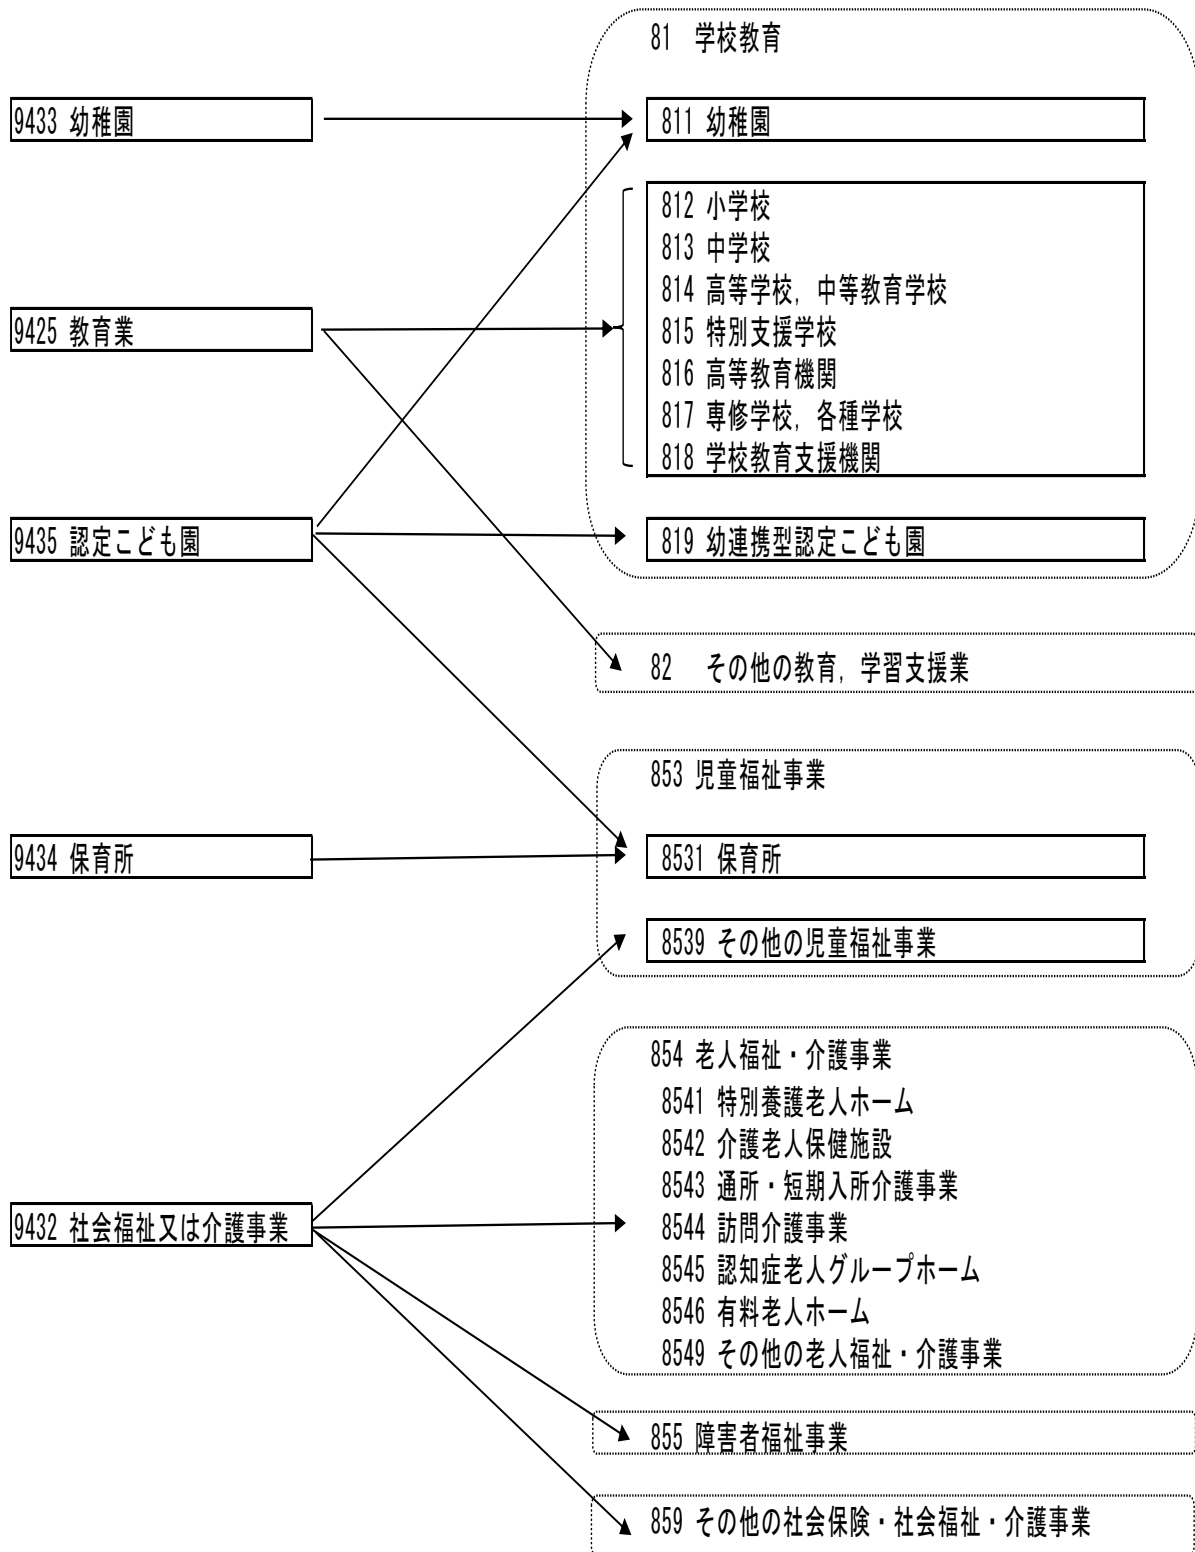 81 学校教育
9433 幼稚園
811 幼稚園
812 小学校
813 中学校
814 高等学校，中等教育学校
9425 教育業
815 特別支援学校
816 高等教育機関
817 専修学校，各種学校
818 学校教育支援機関
9435 認定こども園
819 幼連携型認定こども園
82 その他の教育，学習支援業
853 児童福祉事業
9434 保育所
8531 保育所
8539 その他の児童福祉事業
854 老人福祉・介護事業
8541 特別養護老人ホーム
8542 介護老人保健施設
8543 通所・短期入所介護事業
9432 社会福祉又は介護事業
8544 訪問介護事業
8545 認知症老人グループホーム
8546 有料老人ホーム
8549 その他の老人福祉・介護事業
855 障害者福祉事業
859 その他の社会保険・社会福祉・介護事業